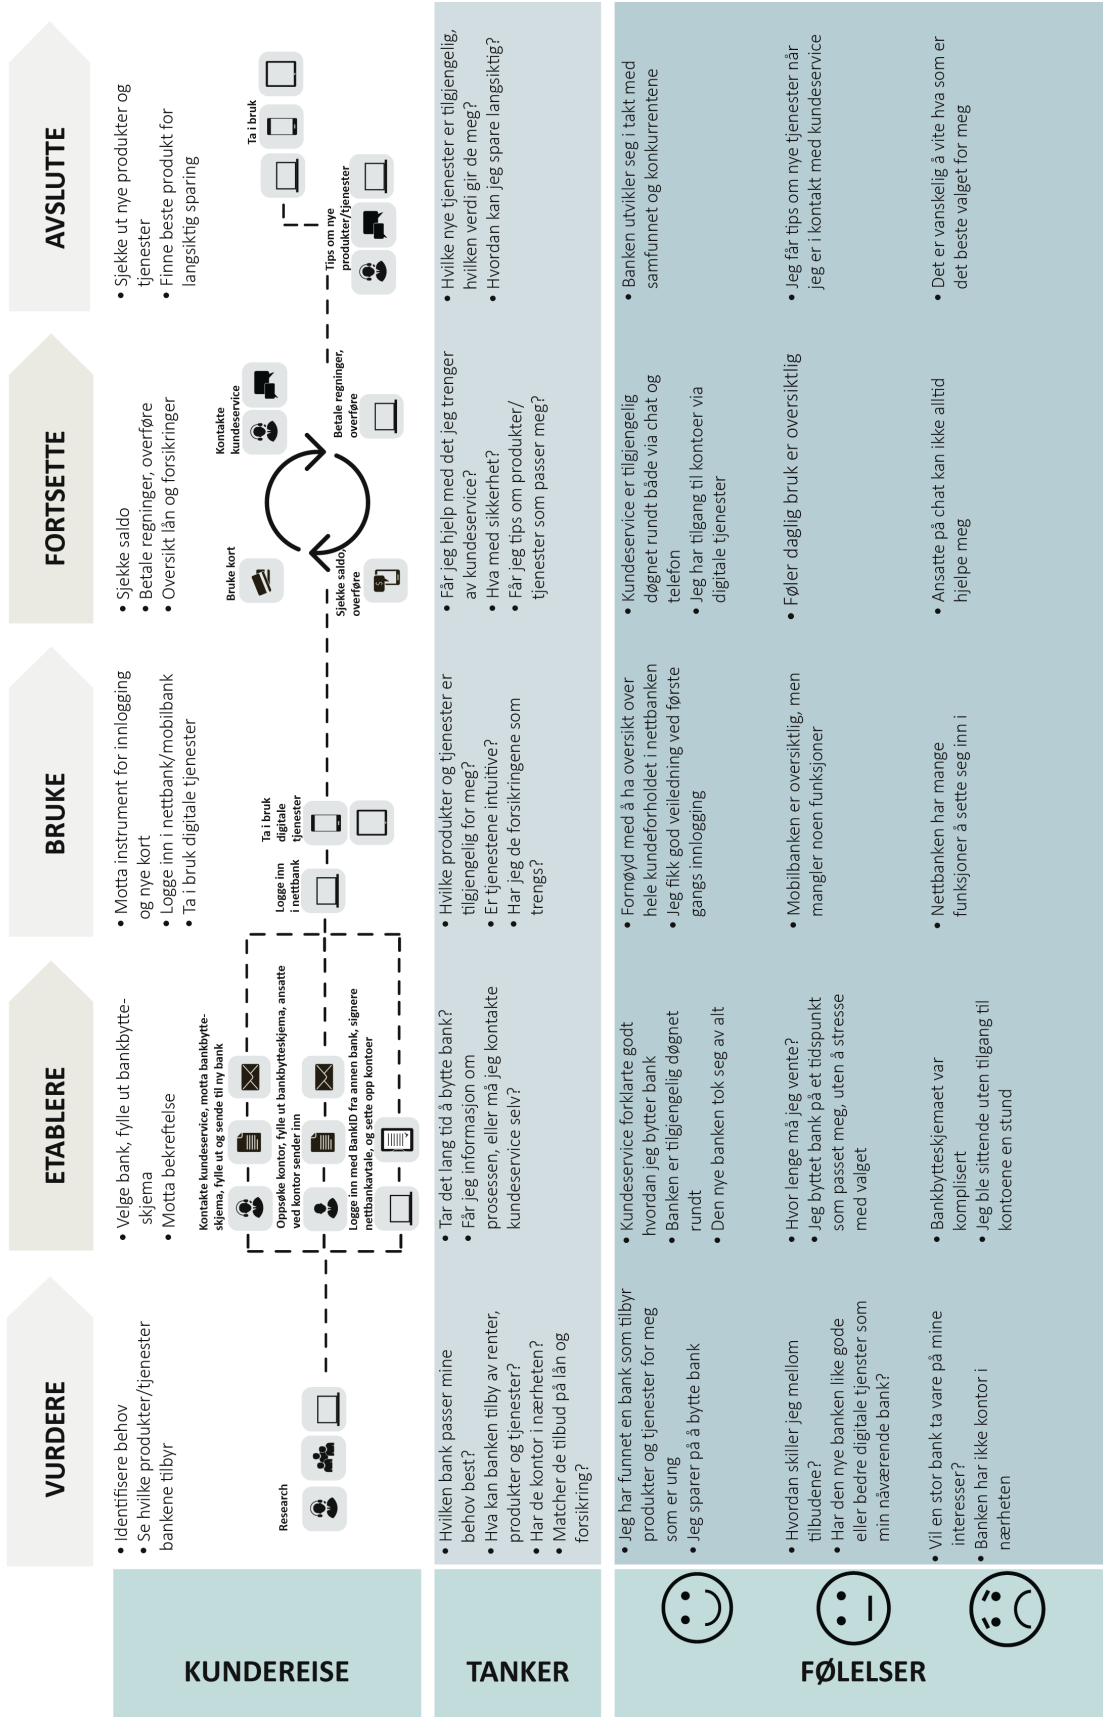 VURDERE
ETABLERE
BRUKE
FORTSETTE
AVSLUTTE
KUNDEREISE
• Identifisere behov
• Se hvilke produkter/tjenester
bankene tilbyr
• Velge bank, fylle ut bankbytte-
skjema
• Motta bekreftelse
• Motta instrument for innlogging
og nye kort
• Logge inn i nettbank/mobilbank
• Ta i bruk digitale tjenester
• Sjekke saldo
• Betale regninger, overføre
• Oversikt lån og forsikringer
• Sjekke ut nye produkter og
tjenester
• Finne beste produkt for
langsiktig sparing
Research
Kontakte kundeservice, motta bankbytte-
skjema, fylle ut og sende til ny bank
Oppsøke kontor, fylle ut bankbytteskjema, ansatte
ved kontor sender inn
Logge inn med BankID fra annen bank, signere
nettbankavtale, og sette opp kontoer
Logge inn
i nettbank
Ta i bruk
digitale
tjenester
Bruke kort
Sjekke saldo,
overføre
Kontakte
kundeservice
Betale regninger,
overføre
Tips om nye
produkter/tjenester
Ta i bruk
TANKER
• Hvilken bank passer mine
behov best?
• Hva kan banken tilby av renter,
produkter og tjenester?
• Har de kontor i nærheten?
• Matcher de tilbud på lån og
forsikring?
• Tar det lang tid å bytte bank?
• Får jeg informasjon om
prosessen, eller må jeg kontakte
kundeservice selv?
• Hvilke produkter og tjenester er
tilgjengelig for meg?
• Er tjenestene intuitive?
• Har jeg de forsikringene som
trengs?
• Får jeg hjelp med det jeg trenger
av kundeservice?
• Hva med sikkerhet?
• Får jeg tips om produkter/
tjenester som passer meg?
• Hvilke nye tjenester er tilgjengelig,
hvilken verdi gir de meg?
• Hvordan kan jeg spare langsiktig?
FØLELSER
• Jeg har funnet en bank som tilbyr
produkter og tjenester for meg
som er ung
• Jeg sparer på å bytte bank
• Kundeservice forklarte godt
hvordan jeg bytter bank
• Banken er tilgjengelig døgnet
rundt
• Den nye banken tok seg av alt
• Fornøyd med å ha oversikt over
hele kundeforholdet i nettbanken
• Jeg fikk god veiledning ved første
gangs innlogging
• Kundeservice er tilgjengelig
døgnet rundt både via chat og
telefon
• Jeg har tilgang til kontoer via
digitale tjenester
• Banken utvikler seg i takt med
samfunnet og konkurrentene
• Hvordan skiller jeg mellom
tilbudene?
• Har den nye banken like gode
eller bedre digitale tjenster som
min nåværende bank?
• Hvor lenge må jeg vente?
• Jeg byttet bank på et tidspunkt
som passet meg, uten å stresse
med valget
• Mobilbanken er oversiktlig, men
mangler noen funksjoner
• Føler daglig bruk er oversiktlig
• Jeg får tips om nye tjenester når
jeg er i kontakt med kundeservice
• Vil en stor bank ta vare på mine
interesser?
• Banken har ikke kontor i
nærheten
• Bankbytteskjemaet var
komplisert
• Jeg ble sittende uten tilgang til
kontoene en stund
• Nettbanken har mange
funksjoner å sette seg inn i
• Ansatte på chat kan ikke alltid
hjelpe meg
• Det er vanskelig å vite hva som er
det beste valget for meg